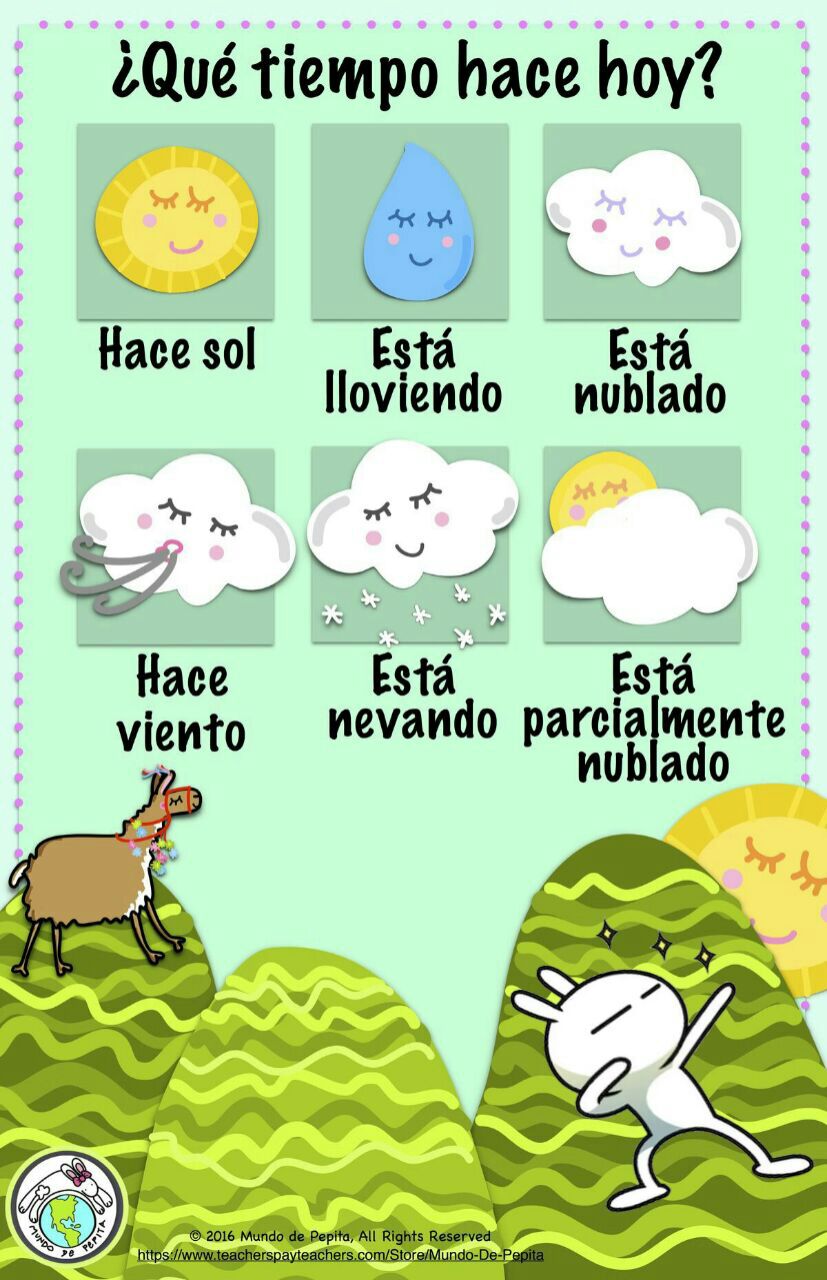 ¿Qué tiempo hace hoy?
Hace sol
Está
lloviendo
Está
nublado
Hace
viento
Está
nevando
Está
parcialmente
nublado
MUNDO DE PEPITA
© 2016 Mundo de Pepita, All Rights Reserved
https://www.teacherspayteachers.com/Store/Mundo-De-Pepita